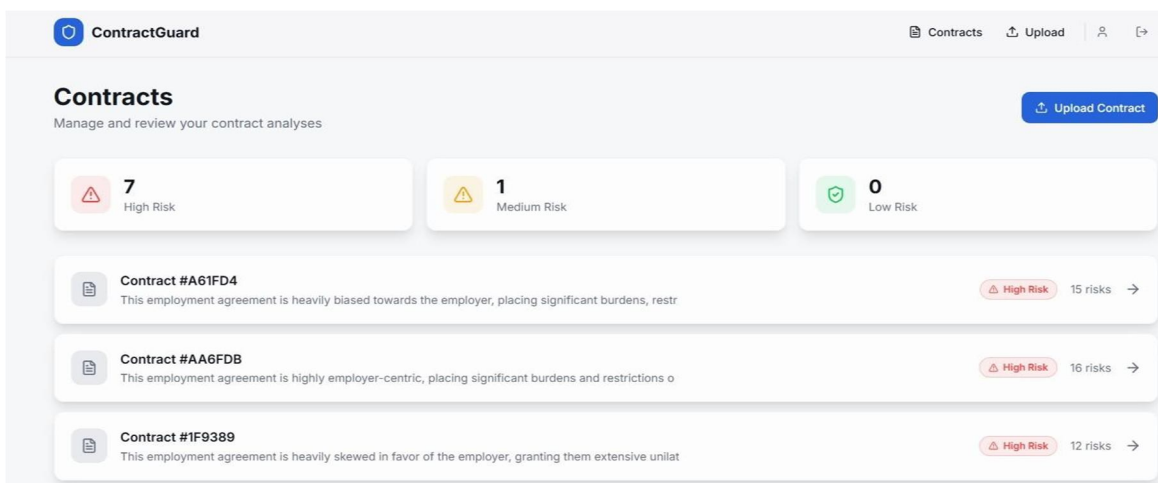 ContractGuard
Contracts
Upload
Contracts
Manage and review your contract analyses
Upload Contract
7
High Risk
1
Medium Risk
0
Low Risk
Contract #A61FD4
This employment agreement is heavily biased towards the employer, placing significant burdens, restr
High Risk
15 risks
Contract #AA6FDB
This employment agreement is highly employer-centric, placing significant burdens and restrictions o
High Risk
16 risks
Contract #1F9389
This employment agreement is heavily skewed in favor of the employer, granting them extensive unilat
High Risk
12 risks